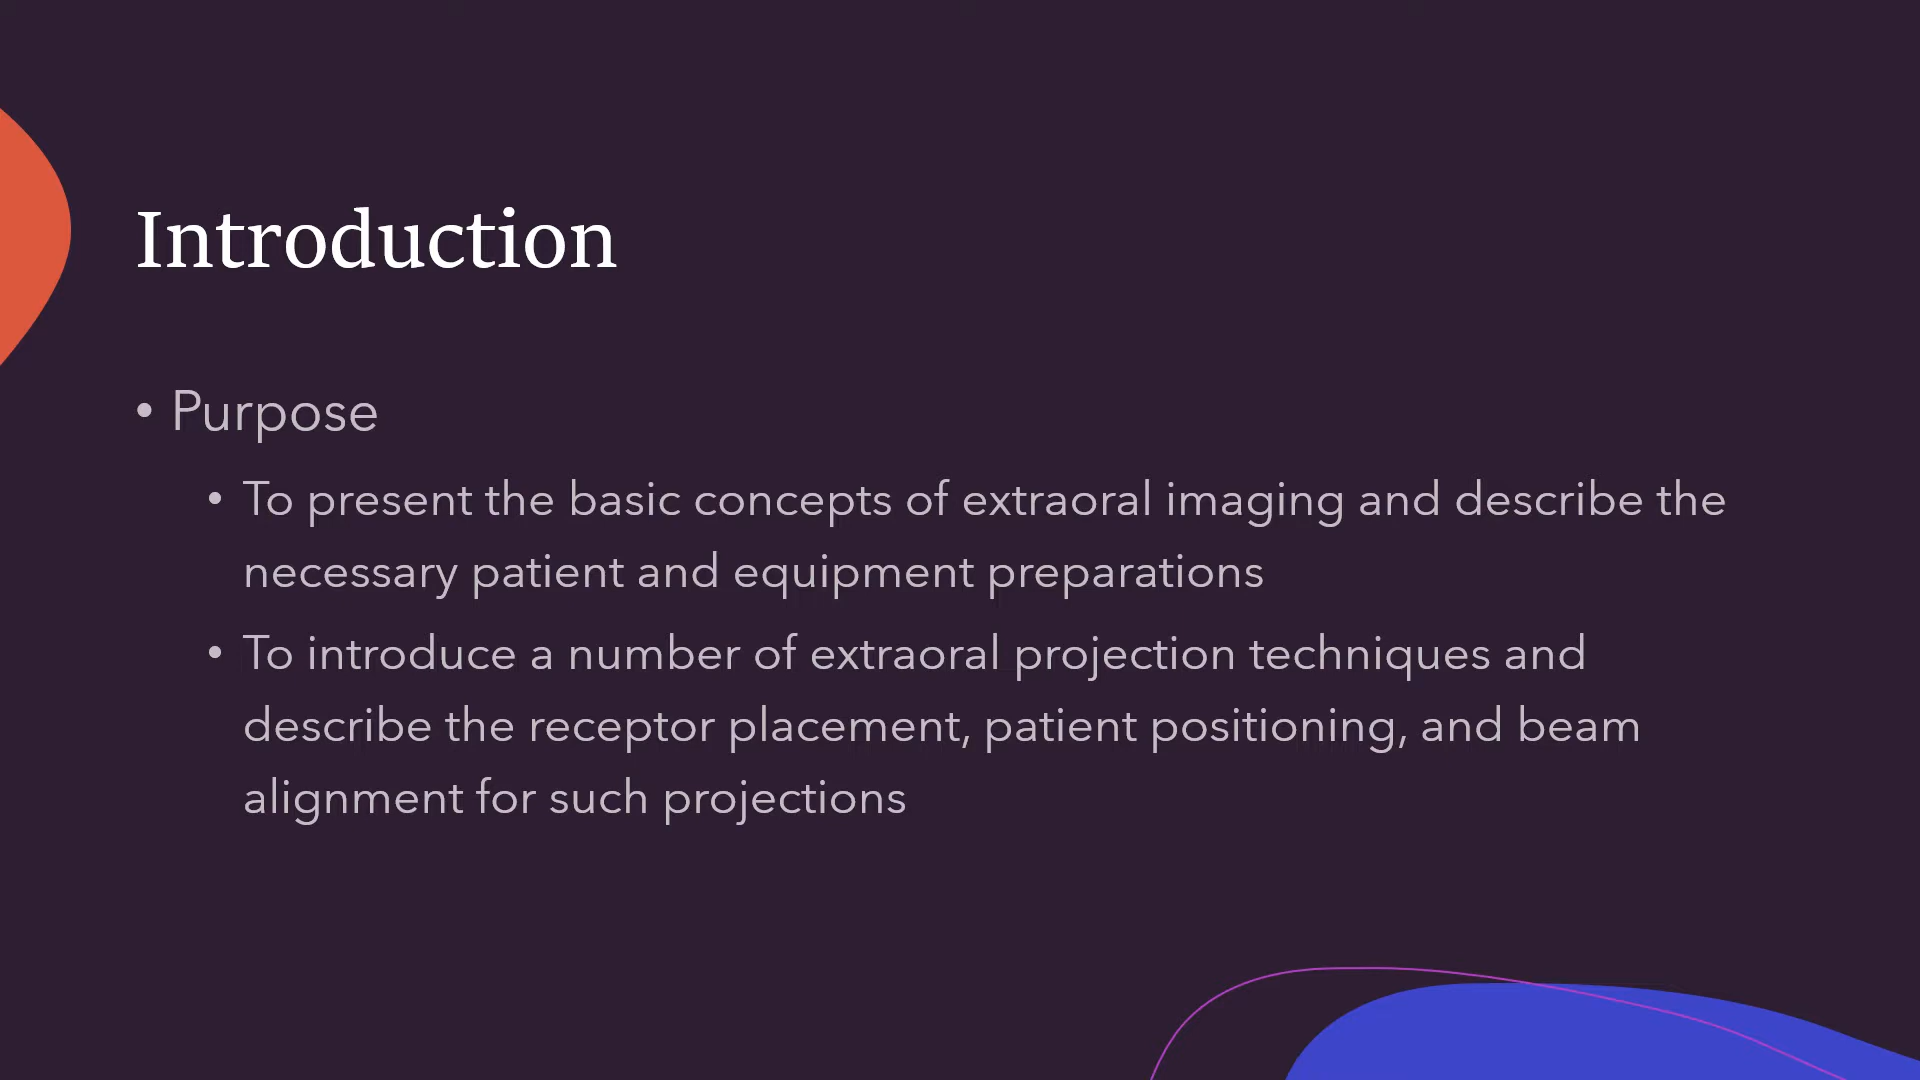 Introduction
• Purpose
• To present the basic concepts of extraoral imaging and describe the
necessary patient and equipment preparations
• To introduce a number of extraoral projection techniques and
describe the receptor placement, patient positioning, and beam
alignment for such projections